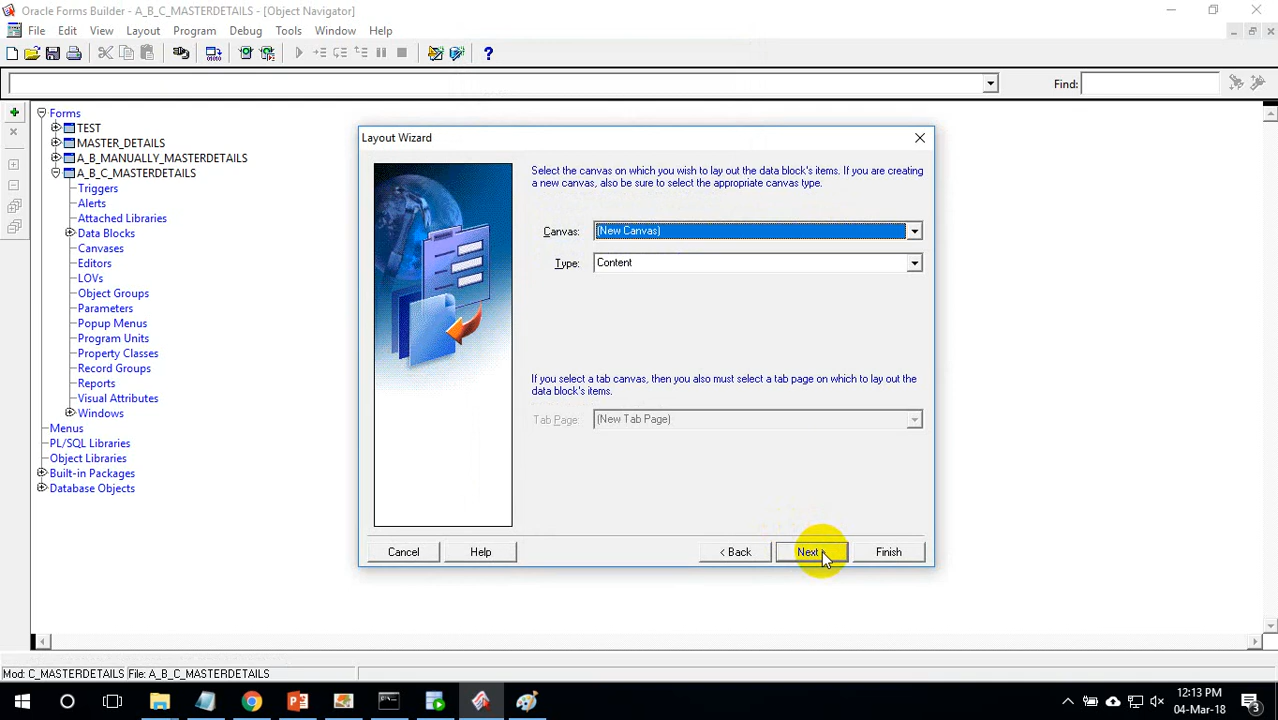 Oracle Forms Builder - A_B_C_MASTERDETAILS - [Object Navigator]
File Edit View Layout Program Debug Tools Window Help
Find:
Forms
TEST
MASTER_DETAILS
A_B_MANUALLY_MASTERDETAILS
A_B_C_MASTERDETAILS
Triggers
Alerts
Attached Libraries
Data Blocks
Canvases
Editors
LOVs
Object Groups
Parameters
Popup Menus
Program Units
Property Classes
Record Groups
Reports
Visual Attributes
Windows
Menus
PL/SQL Libraries
Object Libraries
Built-in Packages
Database Objects
Layout Wizard
Select the canvas on which you wish to lay out the data block's items. If you are creating
a new canvas, also be sure to select the appropriate canvas type.
Canvas: (New Canvas)
Type: Content
If you select a tab canvas, then you also must select a tab page on which to lay out the
data block's items.
Tab Page: (New Tab Page)
Cancel Help < Back Next Finish
Mod: C_MASTERDETAILS File: A_B_C_MASTERDETAILS
12:13 PM
04-Mar-18
3